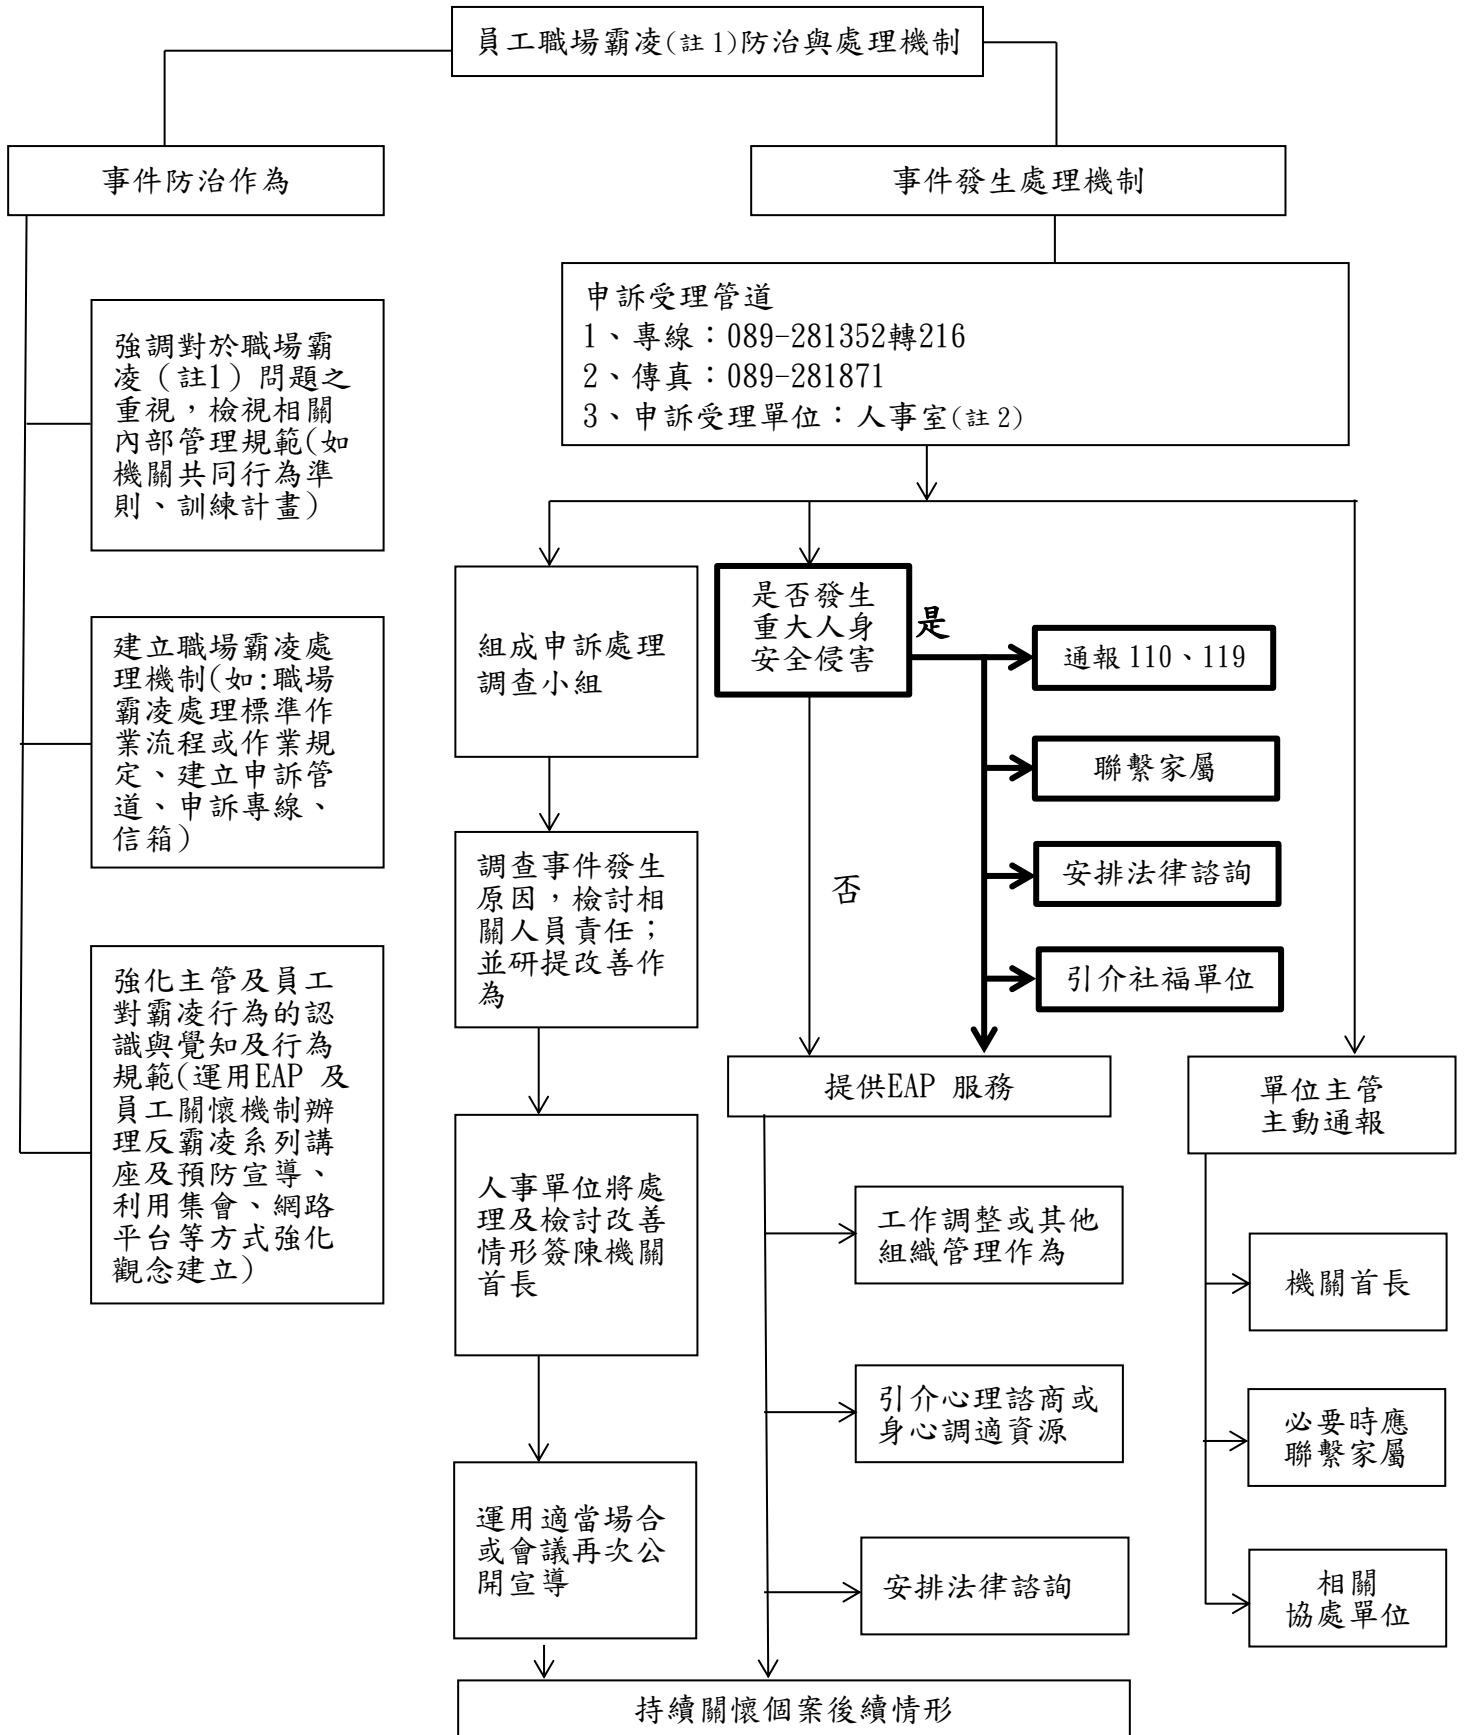 員工職場霸凌(註1)防治與處理機制
事件防治作為
事件發生處理機制
強調對於職場霸
凌（註1）問題之
重視，檢視相關
內部管理規範(如
機關共同行為準
則、訓練計畫)
建立職場霸凌處
理機制(如:職場
霸凌處理標準作
業流程或作業規
定、建立申訴管
道、申訴專線、
信箱)
強化主管及員工
對霸凌行為的認
識與覺知及行為
規範(運用EAP 及
員工關懷機制辦
理反霸凌系列講
座及預防宣導、
利用集會、網路
平台等方式強化
觀念建立)
申訴受理管道
1、專線：089-281352轉216
2、傳真：089-281871
3、申訴受理單位：人事室(註2)
組成申訴處理
調查小組
調查事件發生
原因，檢討相
關人員責任；
並研提改善作
為
人事單位將處
理及檢討改善
情形簽陳機關
首長
運用適當場合
或會議再次公
開宣導
是否發生
重大人身
安全侵害
是
否
通報110、119
聯繫家屬
安排法律諮詢
引介社福單位
提供EAP 服務
工作調整或其他
組織管理作為
引介心理諮商或
身心調適資源
安排法律諮詢
單位主管
主動通報
機關首長
必要時應
聯繫家屬
相關
協處單位
持續關懷個案後續情形